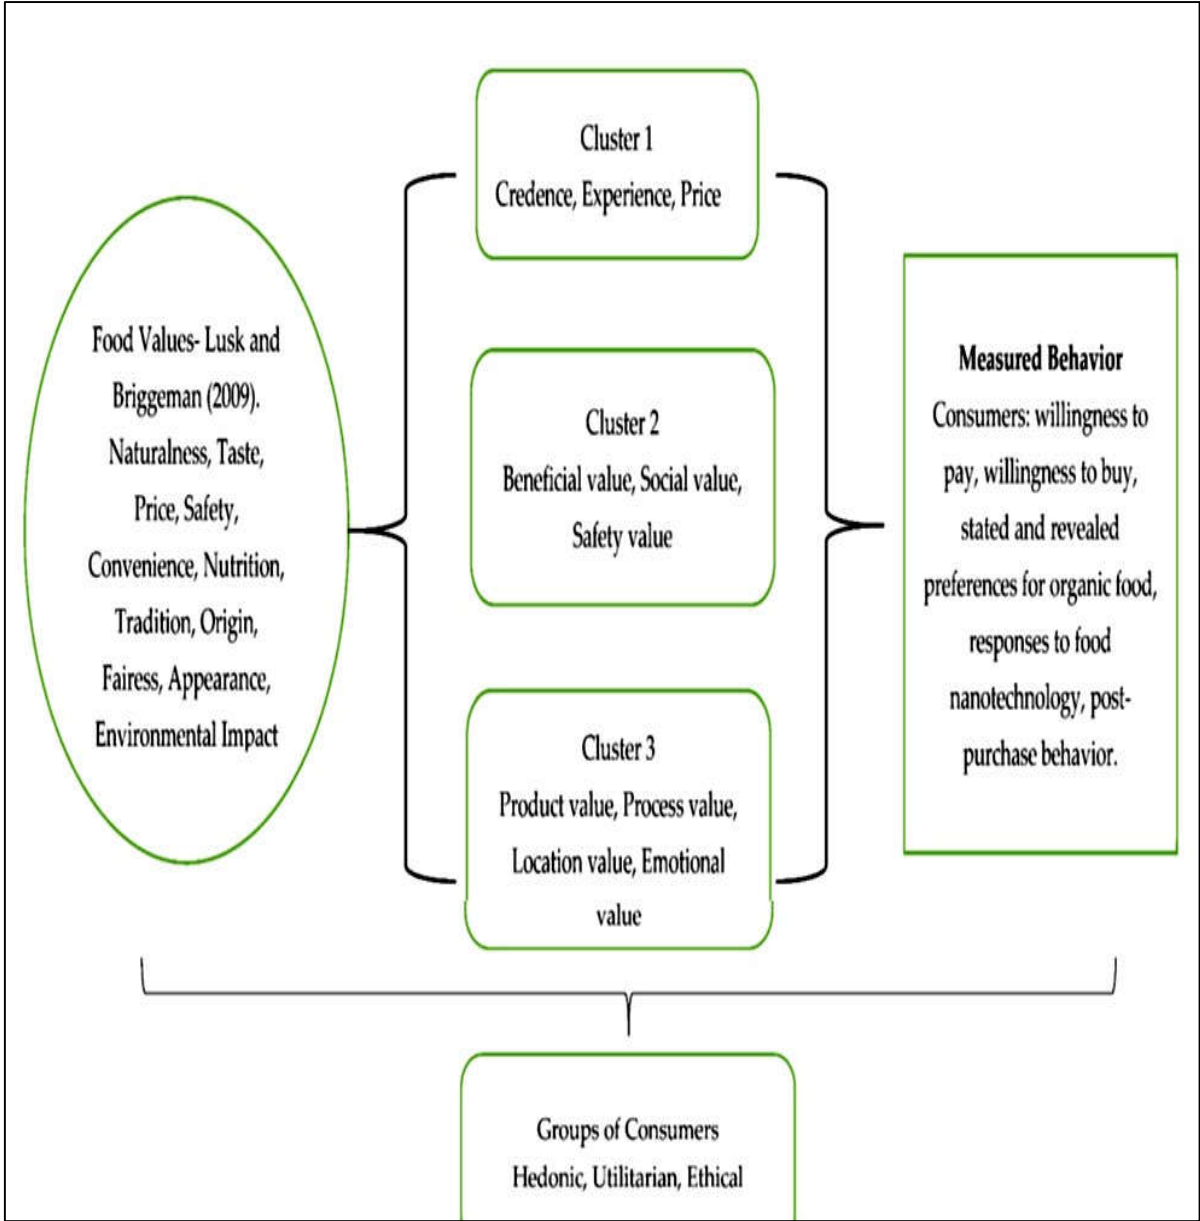 Food Values- Lusk and
Briggeman (2009).
Naturalness, Taste,
Price, Safety,
Convenience, Nutrition,
Tradition, Origin,
Fairess, Appearance,
Environmental Impact
Cluster 1
Credence, Experience, Price
Cluster 2
Beneficial value, Social value,
Safety value
Cluster 3
Product value, Process value,
Location value, Emotional
value
Measured Behavior
Consumers: willingness to
pay, willingness to buy,
stated and revealed
preferences for organic food,
responses to food
nanotechnology, post-
purchase behavior.
Groups of Consumers
Hedonic, Utilitarian, Ethical